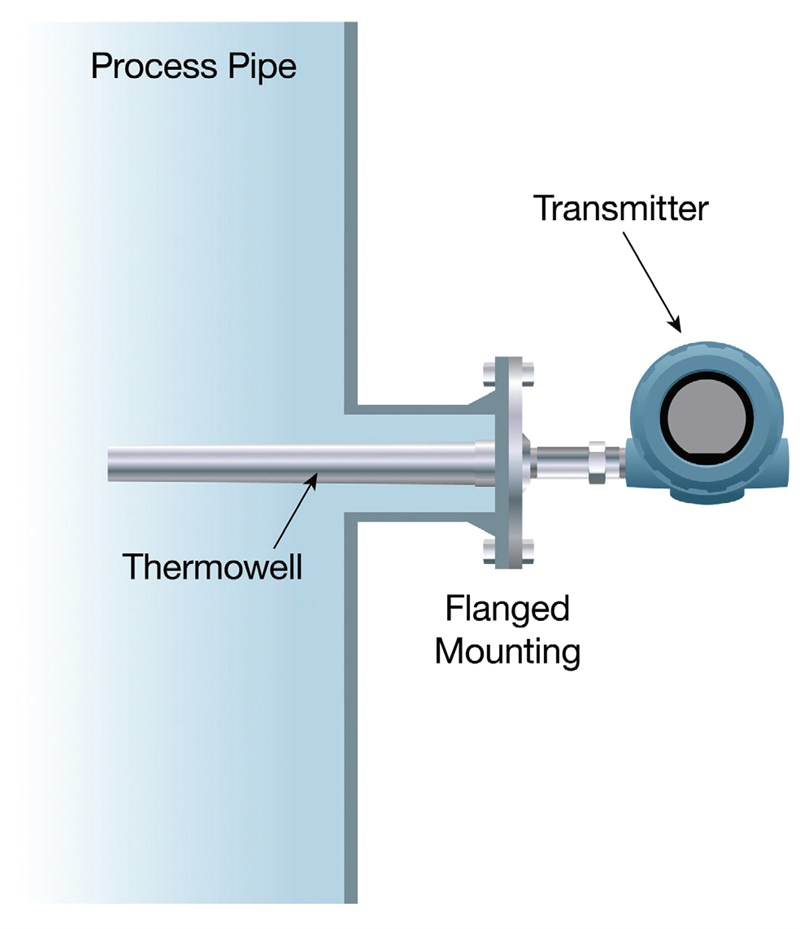 Process Pipe
Transmitter
Thermowell
Flanged
Mounting